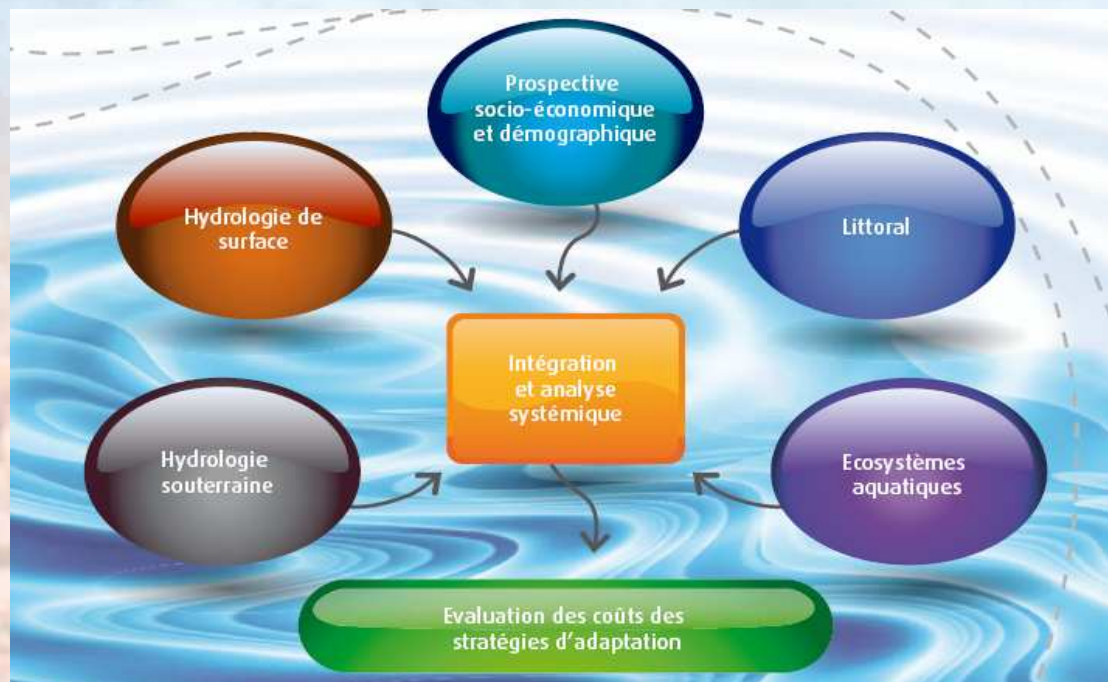 Prospective
socio-économique
et démographique
Hydrologie de
surface
Littoral
Intégration
et analyse
systémique
Hydrologie
souterraine
Ecosystèmes
aquatiques
Evaluation des coûts des
stratégies d'adaptation